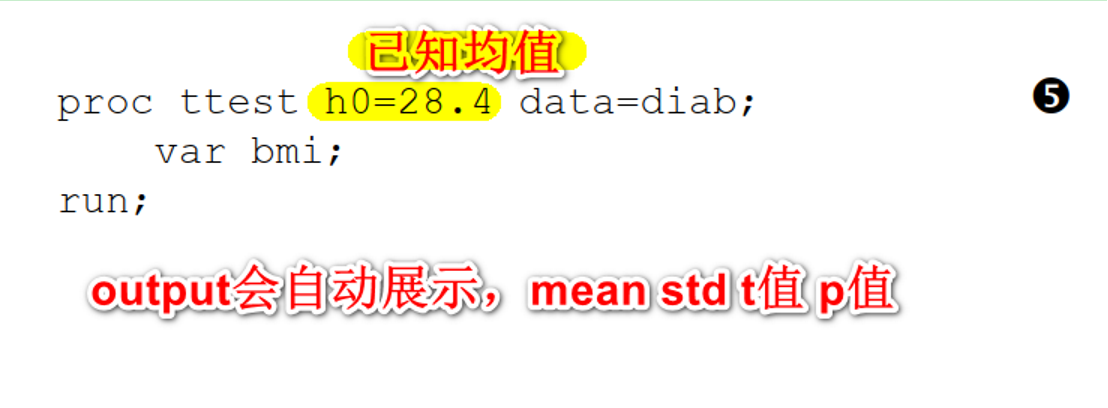 已知均值
proc ttest h0=28.4 data=diab; ❺
var bmi;
run;
output会自动展示，mean std t值 p值